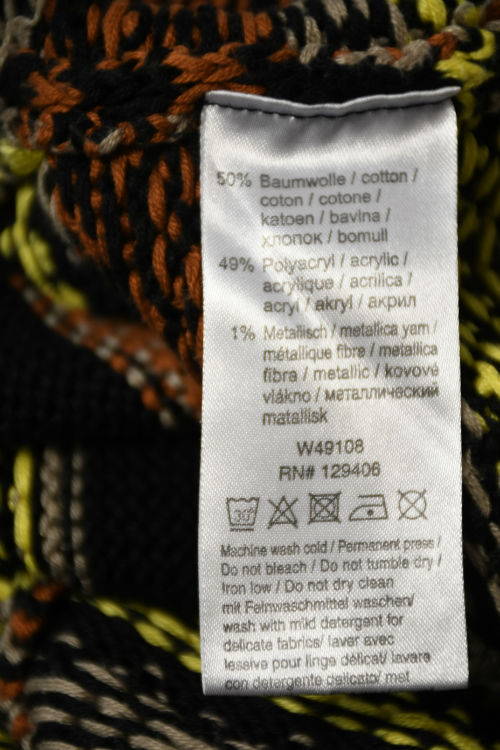 50% Baumwolle / cotton /
coton / cotone /
katoen / bavlna /
хлопок / bomull
49% Polyacryl / acrylic /
acrylique / acrilica /
acryl / akryl / акрил
1% Metallisch / metallica yarn /
métallique fibre / metallica
fibra / metallic / kovové
vlákno / металлический
matallisk
W49108
RN# 129406
30°
Machine wash cold / Permanent press /
Do not bleach / Do not tumble dry /
Iron low / Do not dry clean
mit Feinwaschmittel waschen/
wash with mild detergent for
delicate fabrics/ laver avec
lessive pour linge délicat/ lavare
con detergente delicato/ met